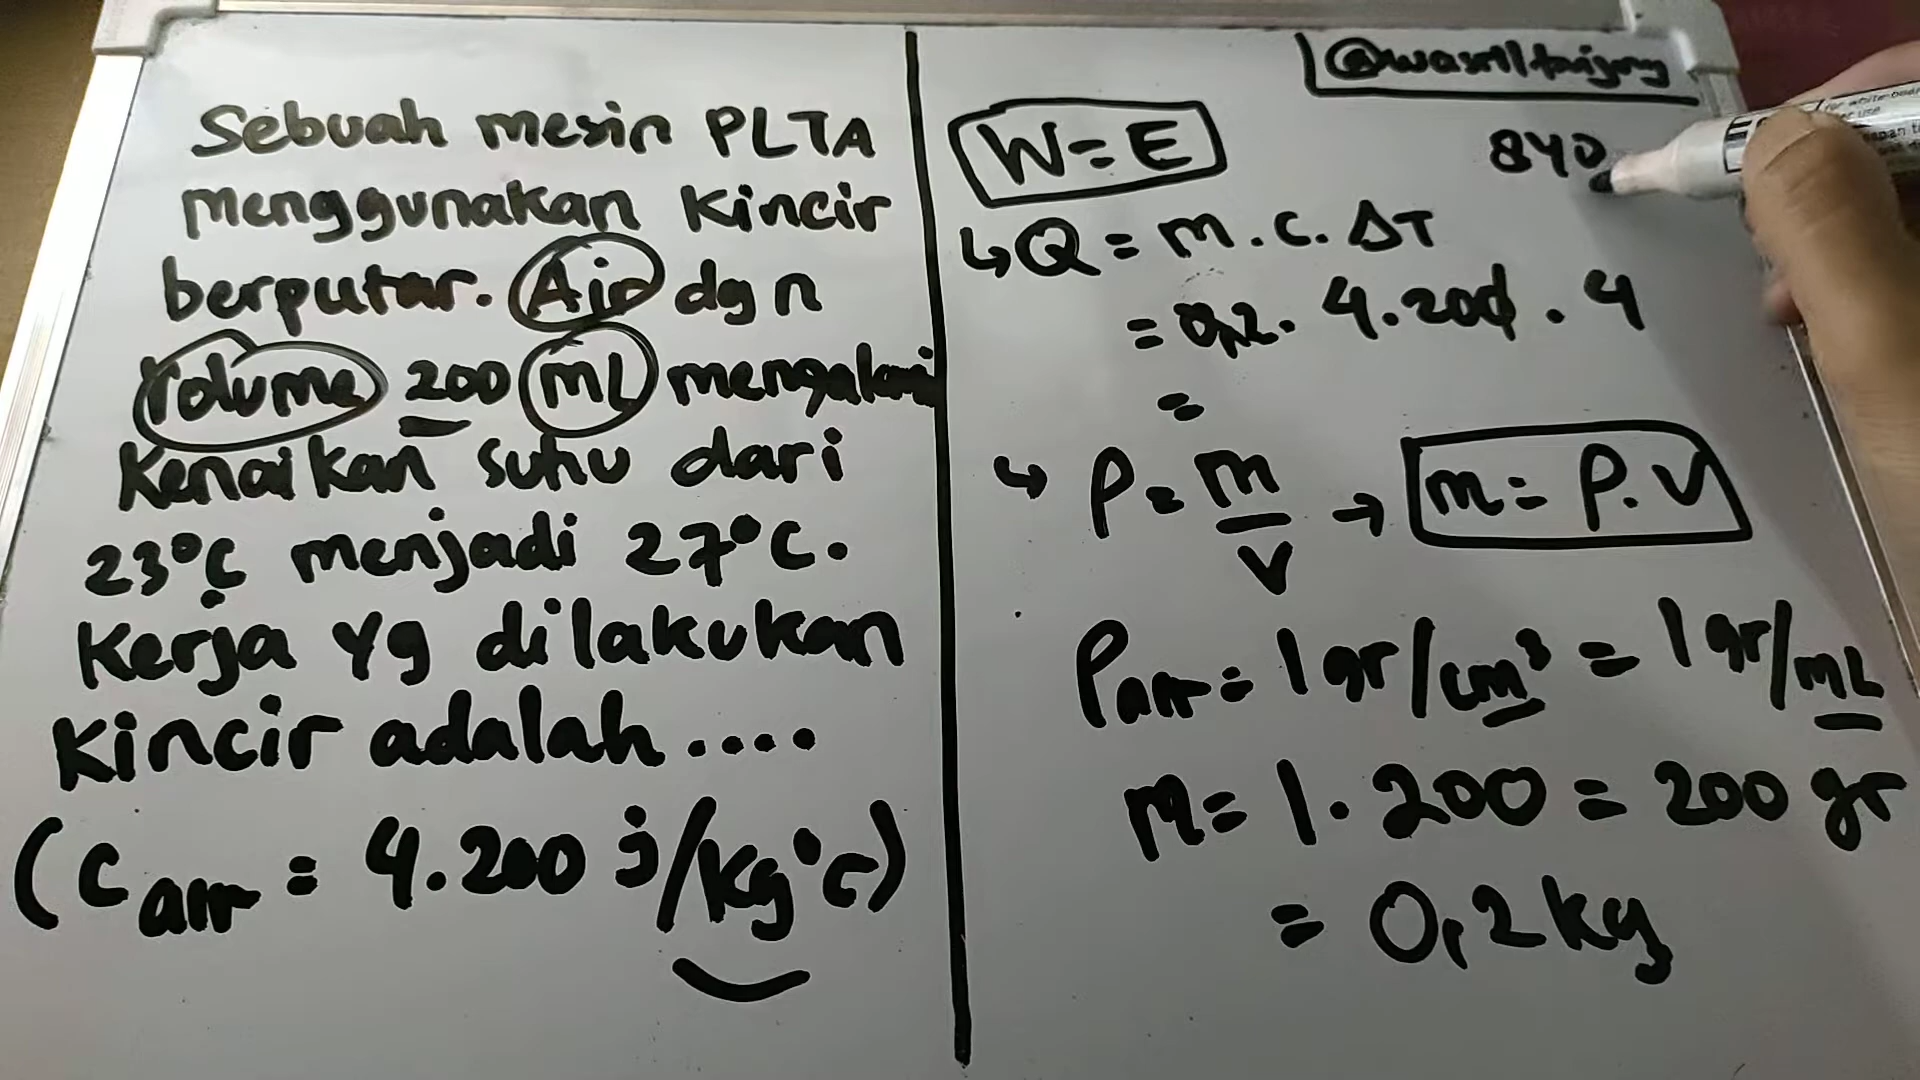 Sebuah mesin PLTA
menggunakan Kincir
berputar. Air dgn
Volume 200 mL mengalami
Kenaikan suhu dari
23°C menjadi 27°C.
Kerja yg dilakukan
Kincir adalah....
(C air = 4.200 j/kg°c)
@wasriltanjung
W = E
840
↳ Q = m . c . ΔT
= 0,2 . 4.200 . 4
=
↳ ρ = m/V → m = ρ . V
ρ air = 1 gr/cm³ = 1 gr/mL
m = 1 . 200 = 200 gr
= 0,2 kg